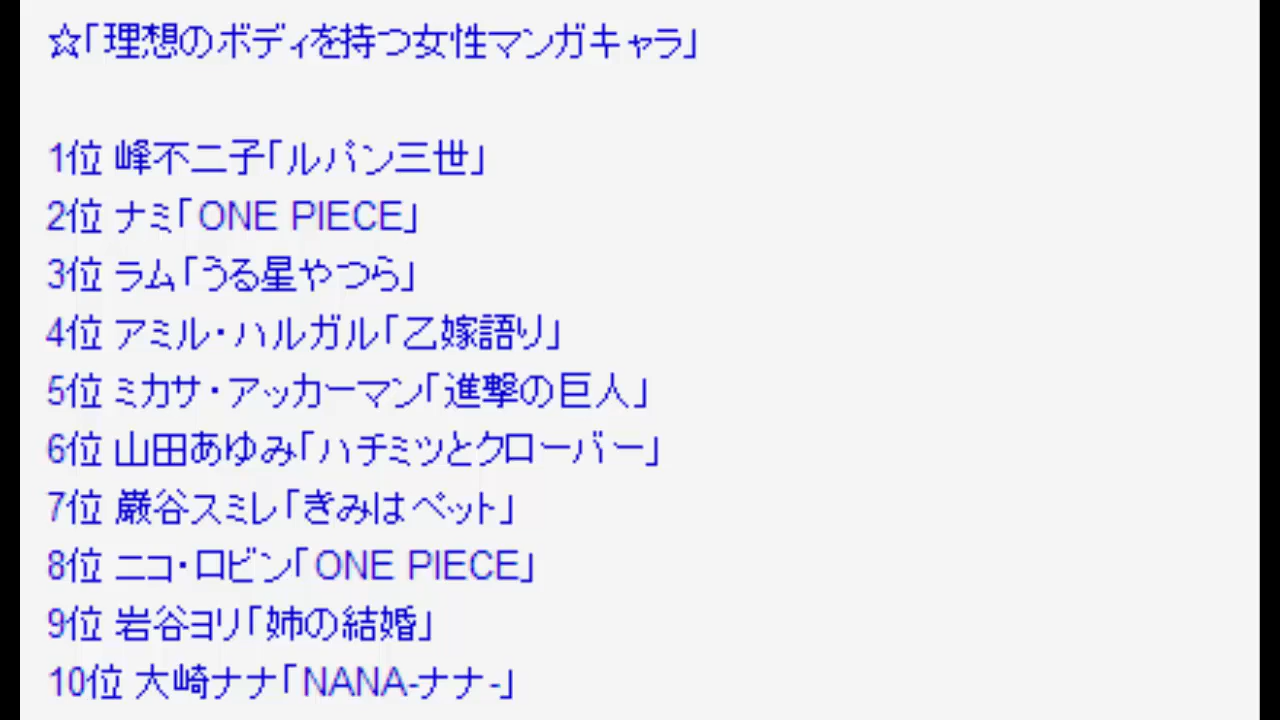 ☆「理想のボディを持つ女性マンガキャラ」
1位 峰不二子「ルパン三世」
2位 ナミ「ONE PIECE」
3位 ラム「うる星やつら」
4位 アミル・ハルガル「乙嫁語り」
5位 ミカサ・アッカーマン「進撃の巨人」
6位 山田あゆみ「ハチミツとクローバー」
7位 巌谷スミレ「きみはペット」
8位 ニコ・ロビン「ONE PIECE」
9位 岩谷ヨリ「姉の結婚」
10位 大崎ナナ「NANA-ナナ-」